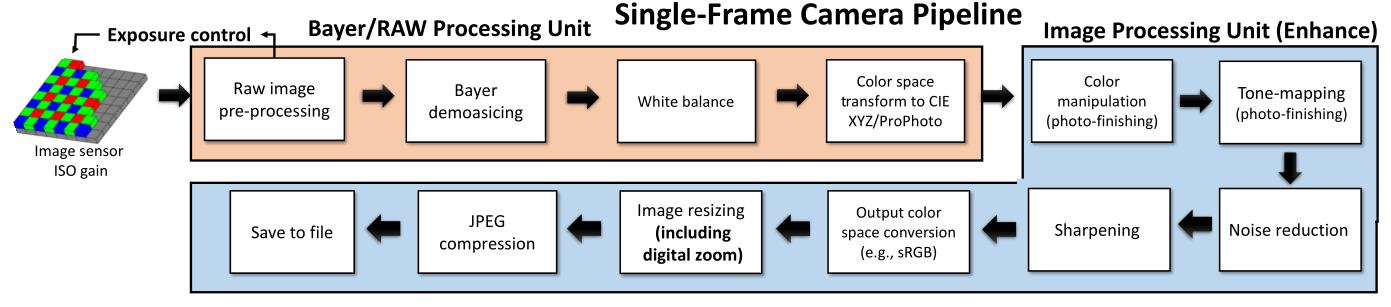 Single-Frame Camera Pipeline
Exposure control
Bayer/RAW Processing Unit
Image Processing Unit (Enhance)
Image sensor
ISO gain
Raw image
pre-processing
Bayer
demoasicing
White balance
Color space
transform to CIE
XYZ/ProPhoto
Color
manipulation
(photo-finishing)
Tone-mapping
(photo-finishing)
Noise reduction
Sharpening
Output color
space conversion
(e.g., sRGB)
Image resizing
(including
digital zoom)
JPEG
compression
Save to file